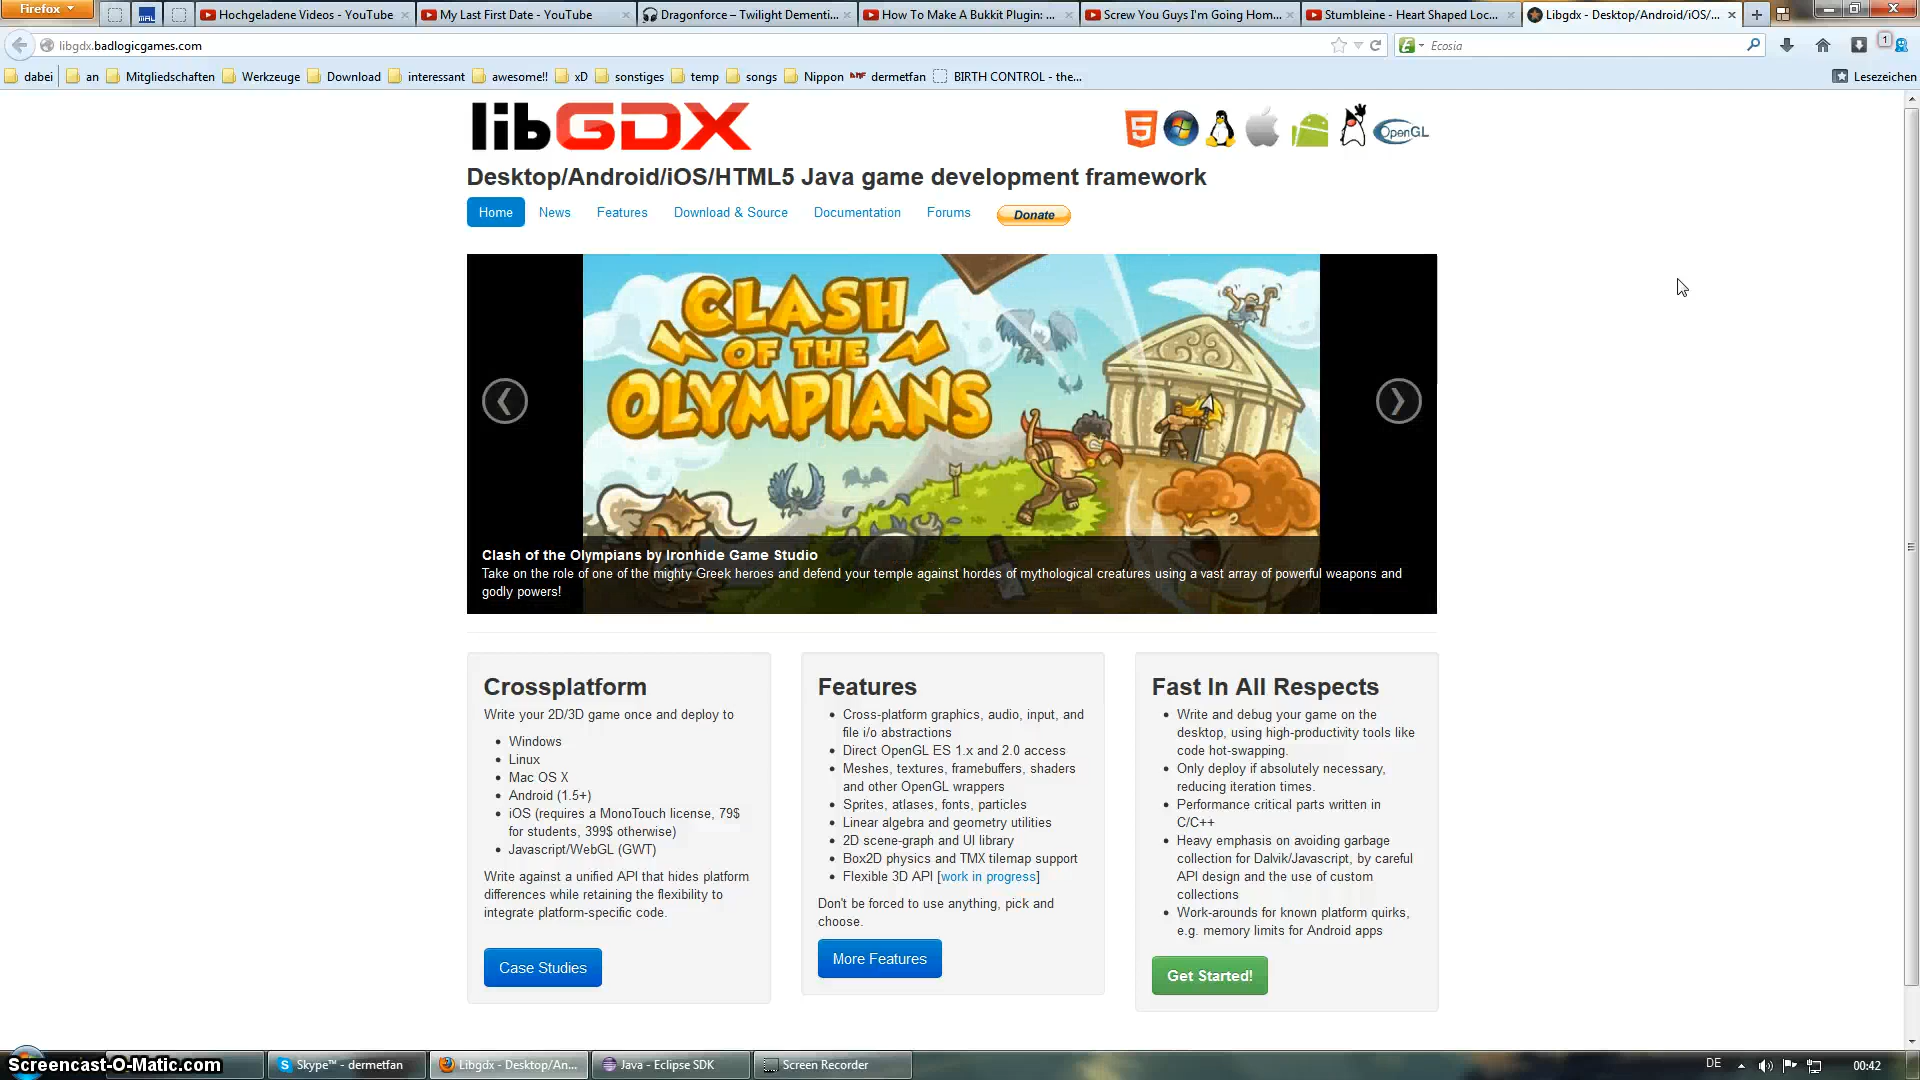 Firefox
MAL
Hochgeladene Videos - YouTube
My Last First Date - YouTube
Dragonforce – Twilight Dementi...
How To Make A Bukkit Plugin: ...
Screw You Guys I'm Going Hom...
Stumbleine - Heart Shaped Loc...
Libgdx - Desktop/Android/iOS/...
libgdx.badlogicgames.com
Ecosia
1
dabei
an
Mitgliedschaften
Werkzeuge
Download
interessant
awesome!!
xD
sonstiges
temp
songs
Nippon
dermetfan
BIRTH CONTROL - the...
Lesezeichen
libGDX
5
OpenGL
Desktop/Android/iOS/HTML5 Java game development framework
Home
News
Features
Download & Source
Documentation
Forums
Donate
CLASH
OF THE
OLYMPIANS
Clash of the Olympians by Ironhide Game Studio
Take on the role of one of the mighty Greek heroes and defend your temple against hordes of mythological creatures using a vast array of powerful weapons and
godly powers!
Crossplatform
Write your 2D/3D game once and deploy to
Windows
Linux
Mac OS X
Android (1.5+)
iOS (requires a MonoTouch license, 79$
for students, 399$ otherwise)
Javascript/WebGL (GWT)
Write against a unified API that hides platform
differences while retaining the flexibility to
integrate platform-specific code.
Case Studies
Features
Cross-platform graphics, audio, input, and
file i/o abstractions
Direct OpenGL ES 1.x and 2.0 access
Meshes, textures, framebuffers, shaders
and other OpenGL wrappers
Sprites, atlases, fonts, particles
Linear algebra and geometry utilities
2D scene-graph and UI library
Box2D physics and TMX tilemap support
Flexible 3D API [work in progress]
Don't be forced to use anything, pick and
choose.
More Features
Fast In All Respects
Write and debug your game on the
desktop, using high-productivity tools like
code hot-swapping.
Only deploy if absolutely necessary,
reducing iteration times.
Performance critical parts written in
C/C++
Heavy emphasis on avoiding garbage
collection for Dalvik/Javascript, by careful
API design and the use of custom
collections
Work-arounds for known platform quirks,
e.g. memory limits for Android apps
Get Started!
Screencast-O-Matic.com
Skype™ - dermetfan
Libgdx - Desktop/An...
Java - Eclipse SDK
Screen Recorder
DE
00:42